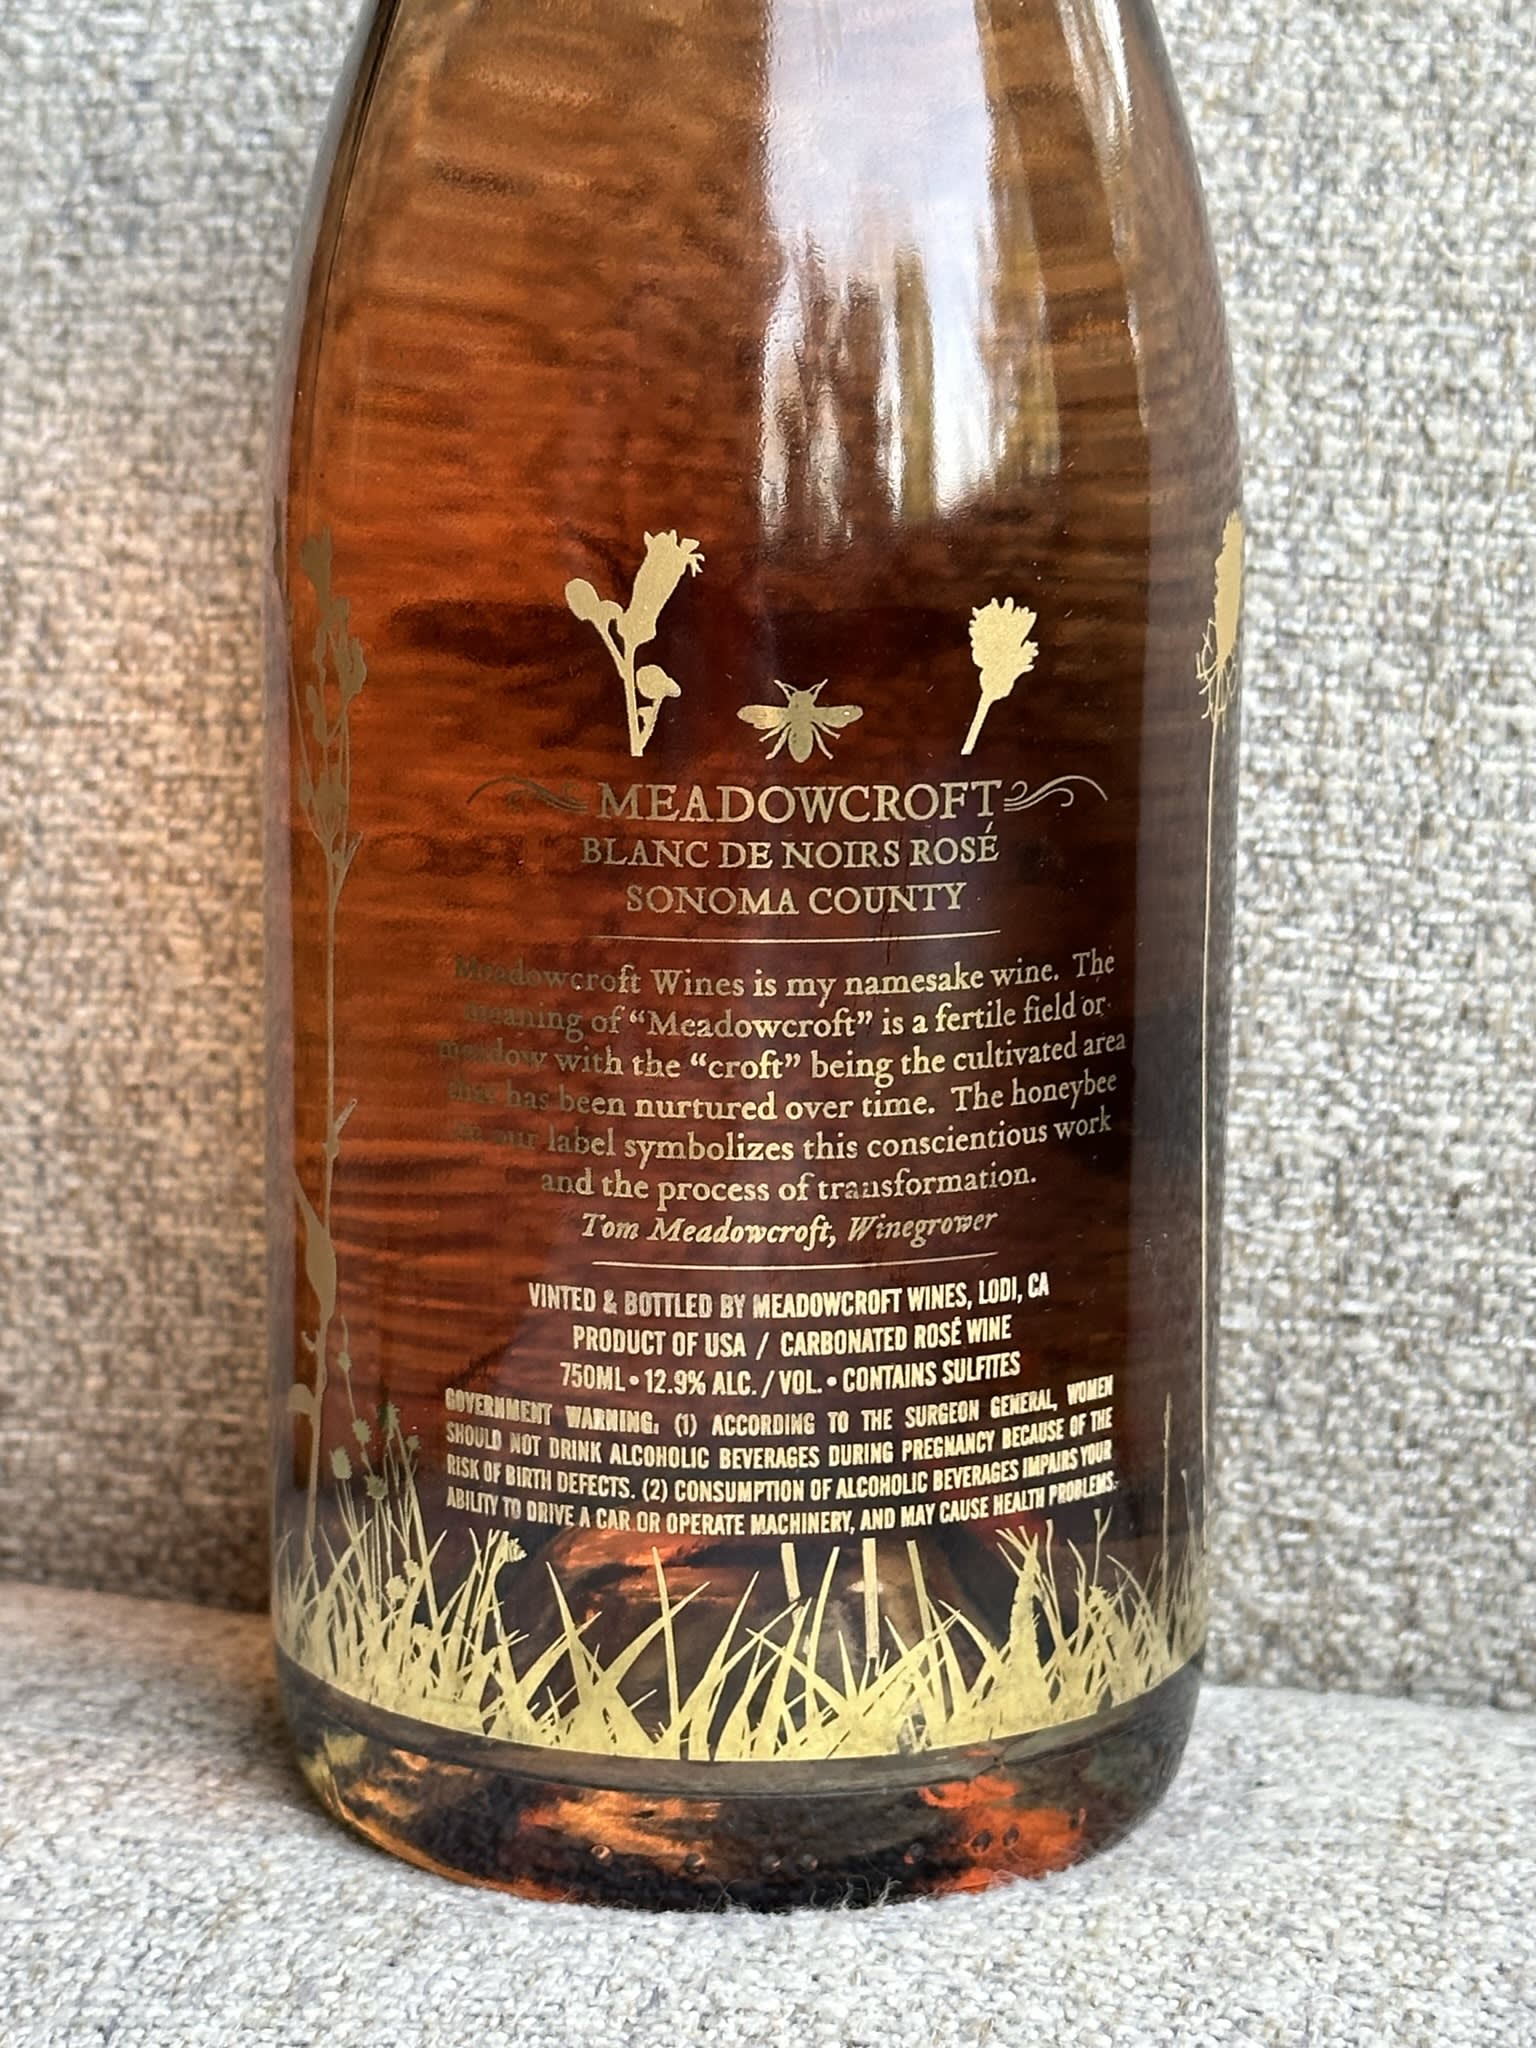 MEADOWCROFT
BLANC DE NOIRS ROSÉ
SONOMA COUNTY
Meadowcroft Wines is my namesake wine. The
meaning of “Meadowcroft” is a fertile field or
meadow with the “croft” being the cultivated area
that has been nurtured over time. The honeybee
on our label symbolizes this conscientious work
and the process of transformation.
Tom Meadowcroft, Winegrower
VINTED & BOTTLED BY MEADOWCROFT WINES, LODI, CA
PRODUCT OF USA / CARBONATED ROSÉ WINE
750ML • 12.9% ALC. / VOL. • CONTAINS SULFITES
GOVERNMENT WARNING: (1) ACCORDING TO THE SURGEON GENERAL, WOMEN
SHOULD NOT DRINK ALCOHOLIC BEVERAGES DURING PREGNANCY BECAUSE OF THE
RISK OF BIRTH DEFECTS. (2) CONSUMPTION OF ALCOHOLIC BEVERAGES IMPAIRS YOUR
ABILITY TO DRIVE A CAR OR OPERATE MACHINERY, AND MAY CAUSE HEALTH PROBLEMS.